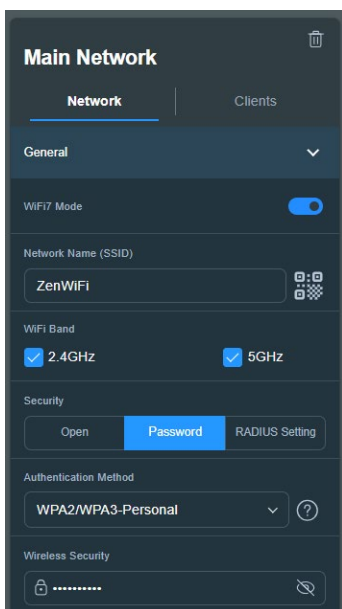 Main Network
Network Clients
General
WiFi7 Mode
Network Name (SSID)
ZenWiFi
WiFi Band
2.4GHz 5GHz
Security
Open Password RADIUS Setting
Authentication Method
WPA2/WPA3-Personal
Wireless Security
••••••••••